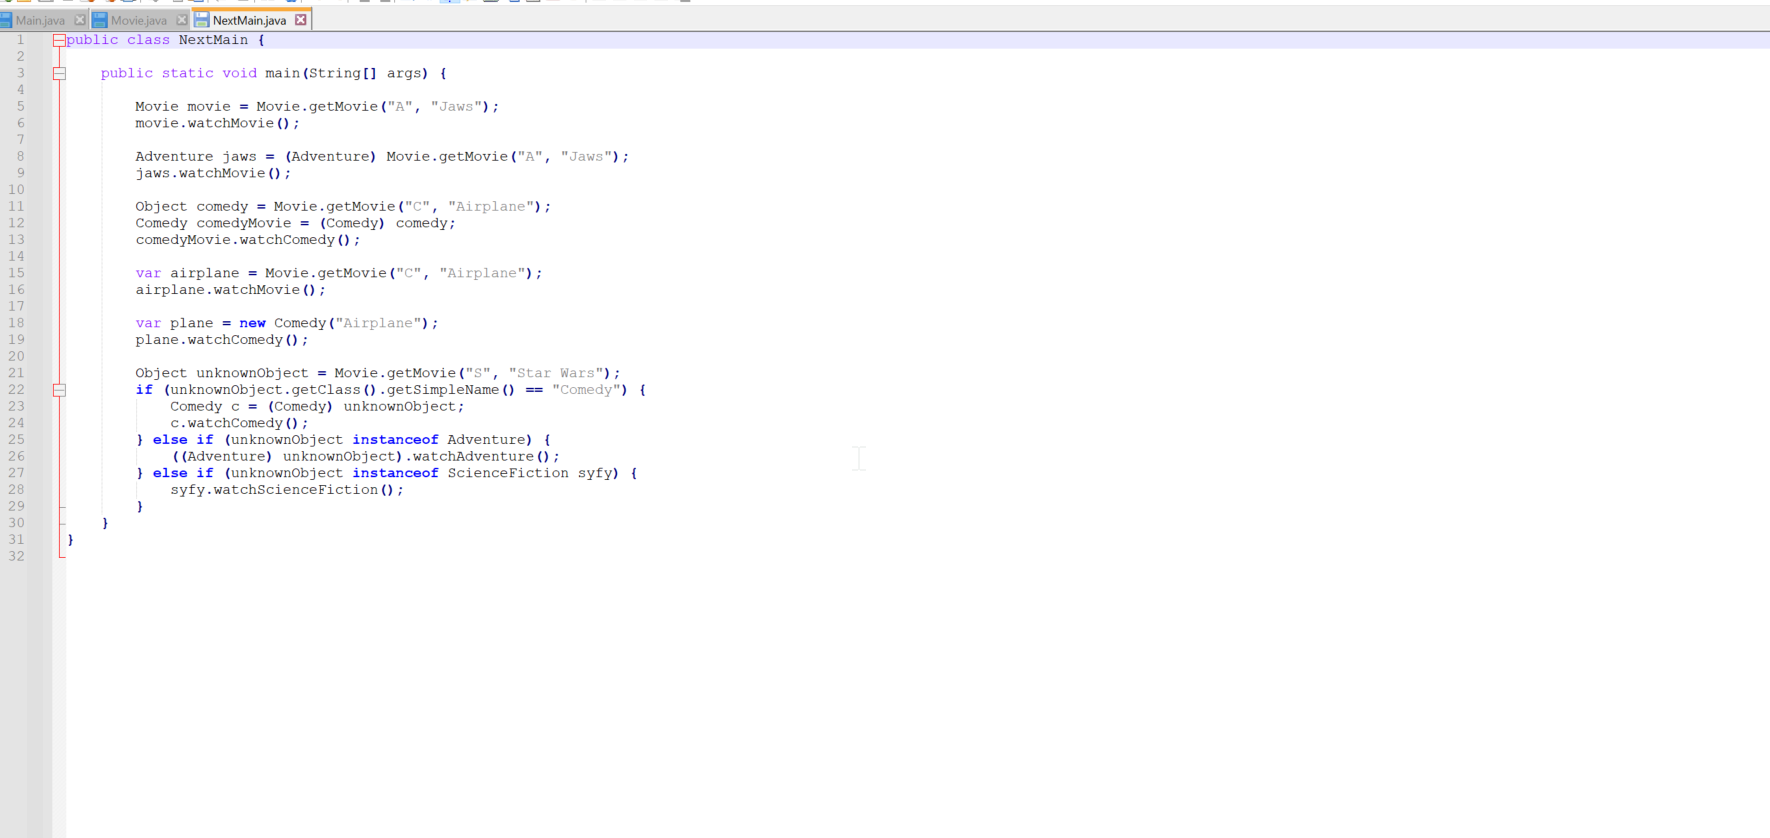 Main.java Movie.java NextMain.java
1 public class NextMain {
2
3 public static void main(String[] args) {
4
5 Movie movie = Movie.getMovie("A", "Jaws");
6 movie.watchMovie();
7
8 Adventure jaws = (Adventure) Movie.getMovie("A", "Jaws");
9 jaws.watchMovie();
10
11 Object comedy = Movie.getMovie("C", "Airplane");
12 Comedy comedyMovie = (Comedy) comedy;
13 comedyMovie.watchComedy();
14
15 var airplane = Movie.getMovie("C", "Airplane");
16 airplane.watchMovie();
17
18 var plane = new Comedy("Airplane");
19 plane.watchComedy();
20
21 Object unknownObject = Movie.getMovie("S", "Star Wars");
22 if (unknownObject.getClass().getSimpleName() == "Comedy") {
23 Comedy c = (Comedy) unknownObject;
24 c.watchComedy();
25 } else if (unknownObject instanceof Adventure) {
26 ((Adventure) unknownObject).watchAdventure();
27 } else if (unknownObject instanceof ScienceFiction syfy) {
28 syfy.watchScienceFiction();
29 }
30 }
31 }
32